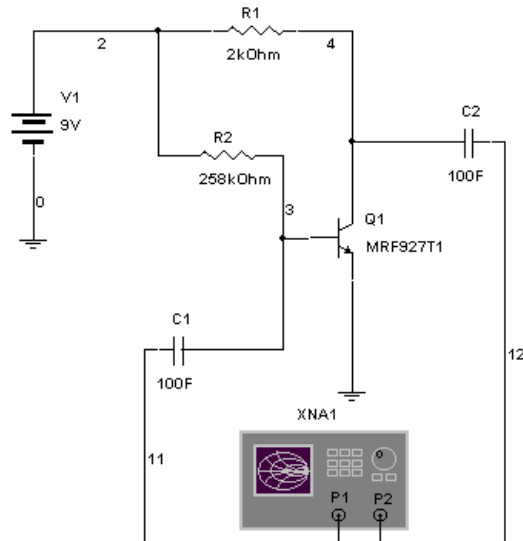 R1
2
4
2kOhm
V1
C2
9V
R2
258kOhm
100F
0
3
Q1
MRF927T1
C1
12
100F
XNA1
11
P1 P2